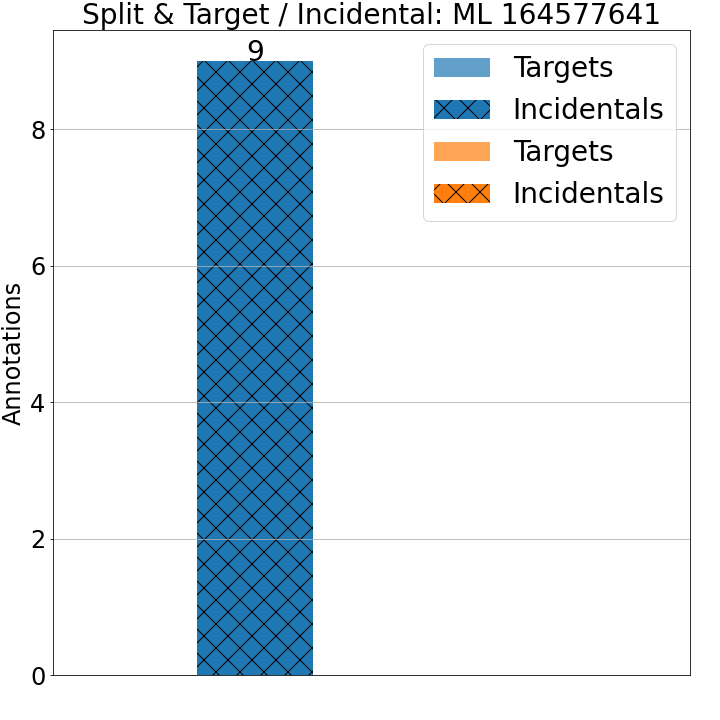 Split & Target / Incidental: ML 164577641
9
Targets
Incidentals
Targets
Incidentals
8
6
4
2
0
Annotations